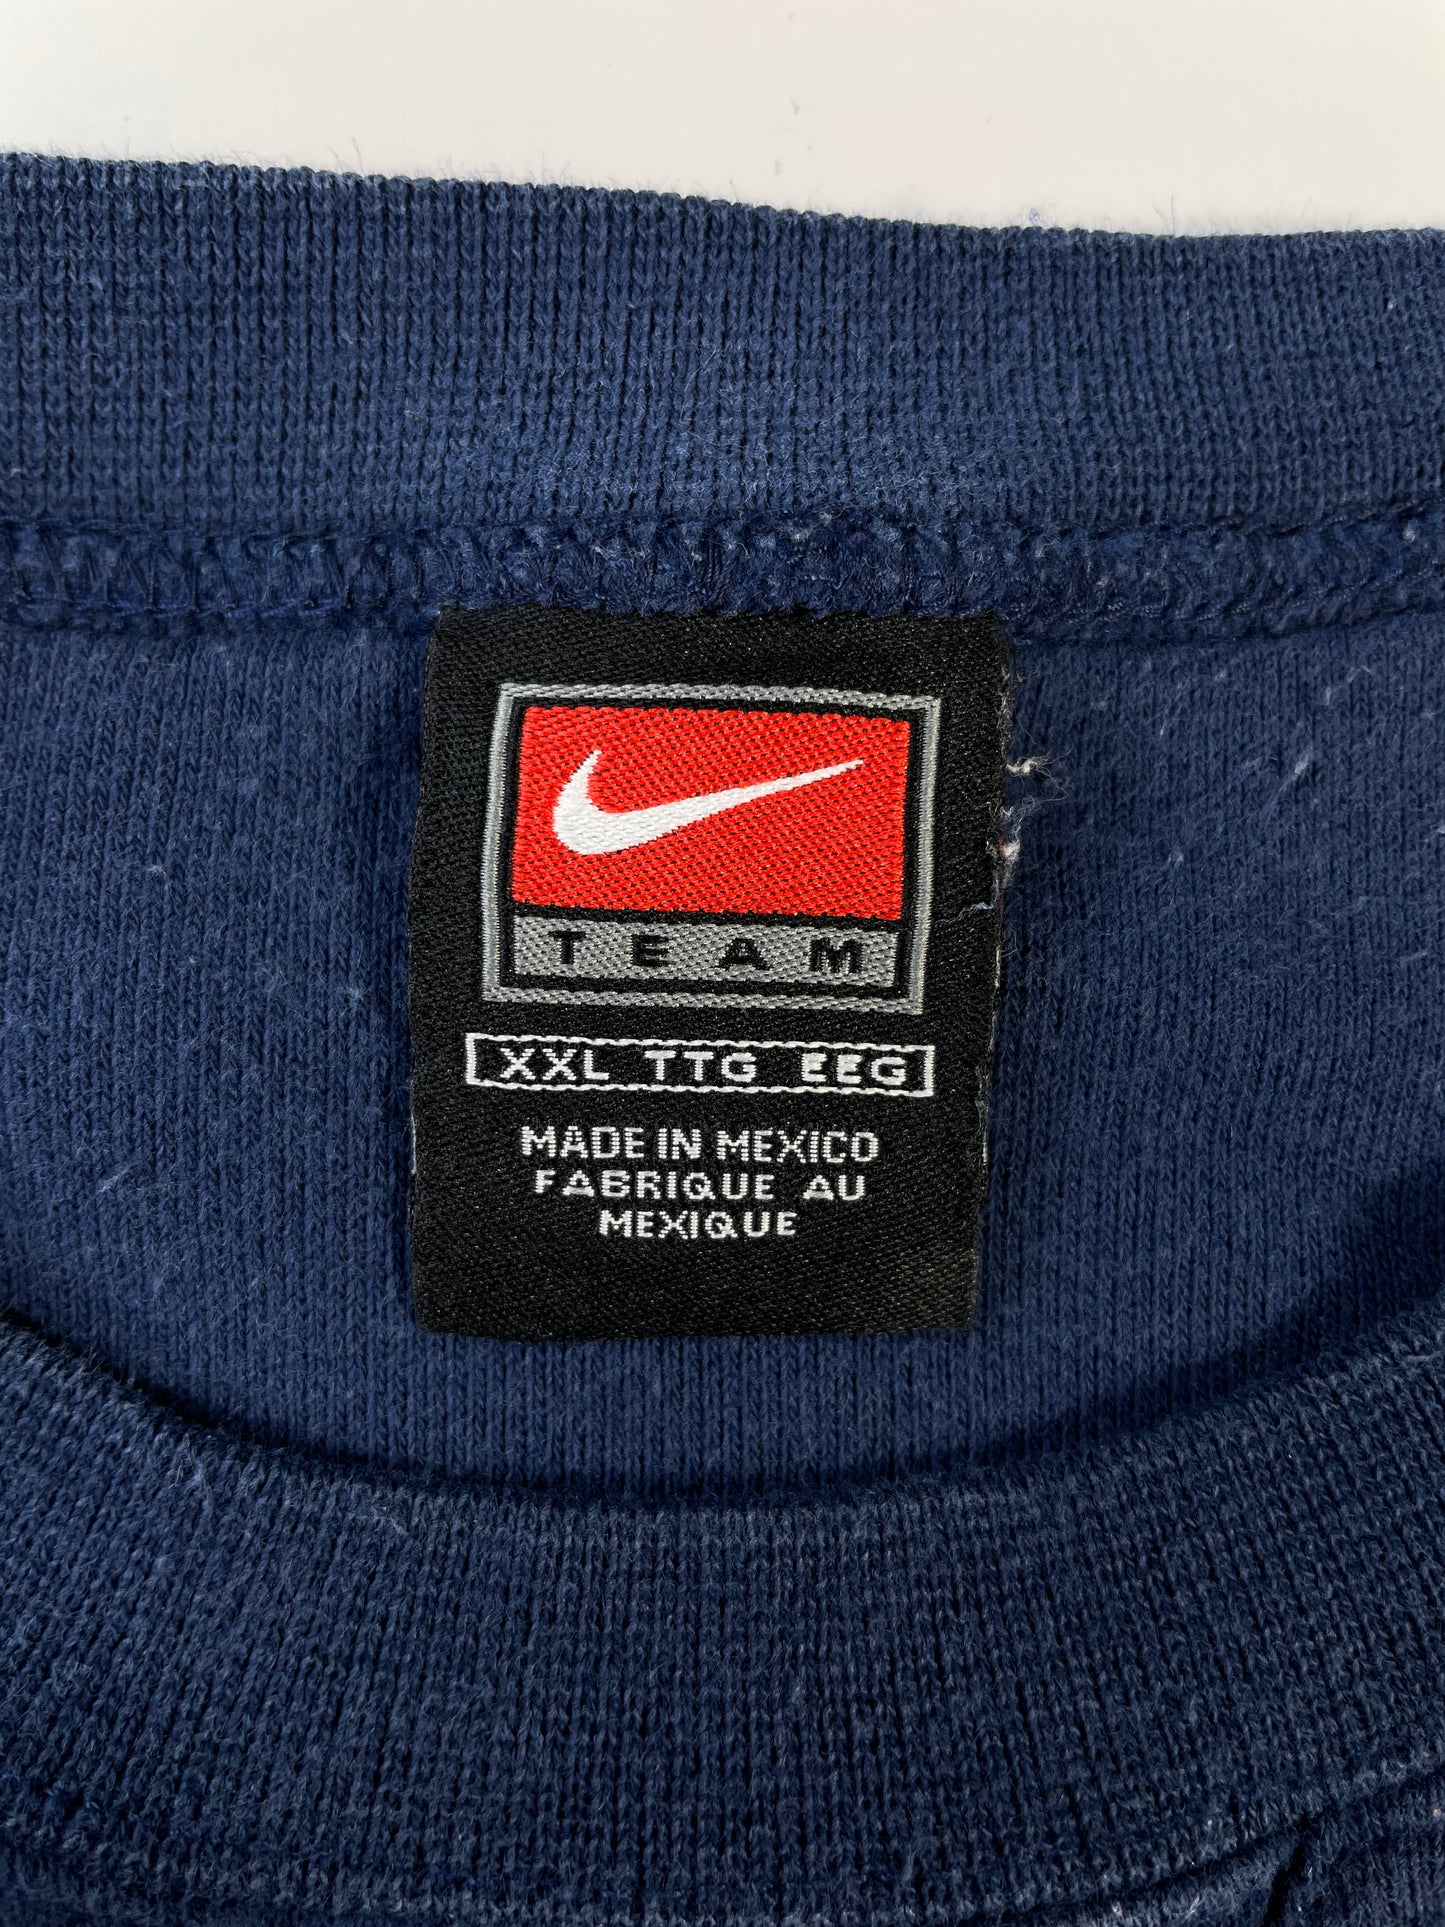 TEAM
XXL TTG EEG
MADE IN MEXICO
FABRIQUE AU
MEXIQUE